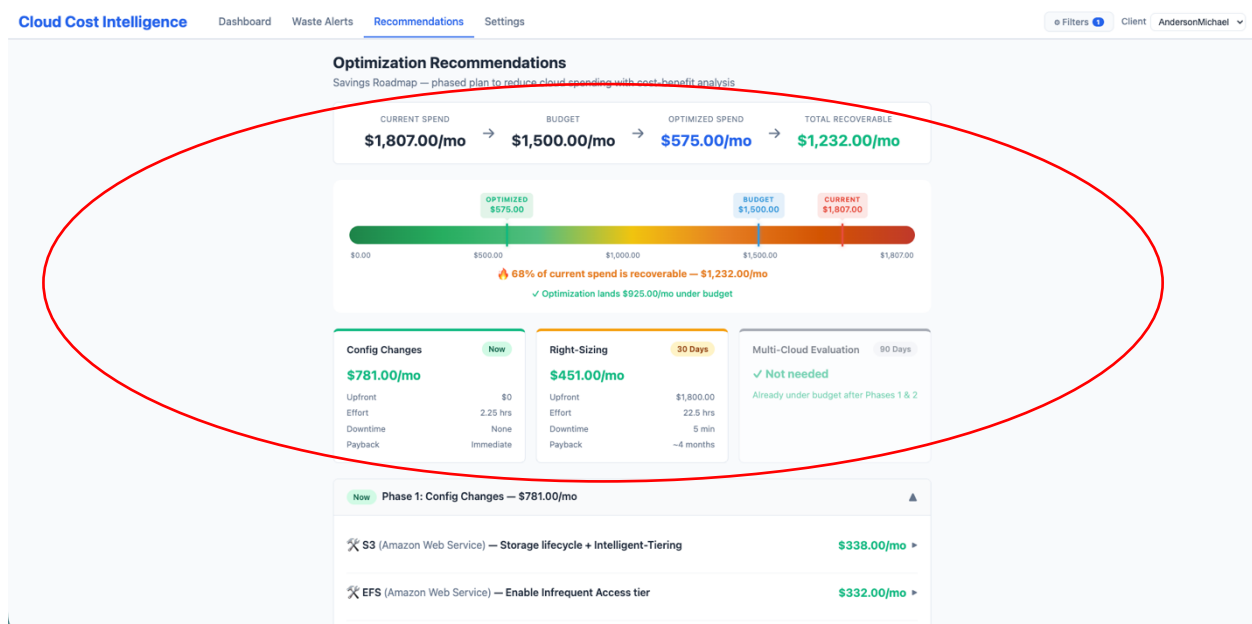 Cloud Cost Intelligence
Dashboard
Waste Alerts
Recommendations
Settings
Filters 1
Client
AndersonMichael
Optimization Recommendations
Savings Roadmap — phased plan to reduce cloud spending with cost-benefit analysis
CURRENT SPEND
$1,807.00/mo
→
BUDGET
$1,500.00/mo
→
OPTIMIZED SPEND
$575.00/mo
→
TOTAL RECOVERABLE
$1,232.00/mo
OPTIMIZED
$575.00
BUDGET
$1,500.00
CURRENT
$1,807.00
$0.00
$500.00
$1,000.00
$1,500.00
$1,807.00
🔥 68% of current spend is recoverable — $1,232.00/mo
✓ Optimization lands $925.00/mo under budget
Config Changes
Now
$781.00/mo
Upfront $0
Effort 2.25 hrs
Downtime None
Payback Immediate
Right-Sizing
30 Days
$451.00/mo
Upfront $1,800.00
Effort 22.5 hrs
Downtime 5 min
Payback ~4 months
Multi-Cloud Evaluation
90 Days
✓ Not needed
Already under budget after Phases 1 & 2
Now Phase 1: Config Changes — $781.00/mo ▲
🛠 S3 (Amazon Web Service) — Storage lifecycle + Intelligent-Tiering $338.00/mo ▸
🛠 EFS (Amazon Web Service) — Enable Infrequent Access tier $332.00/mo ▸